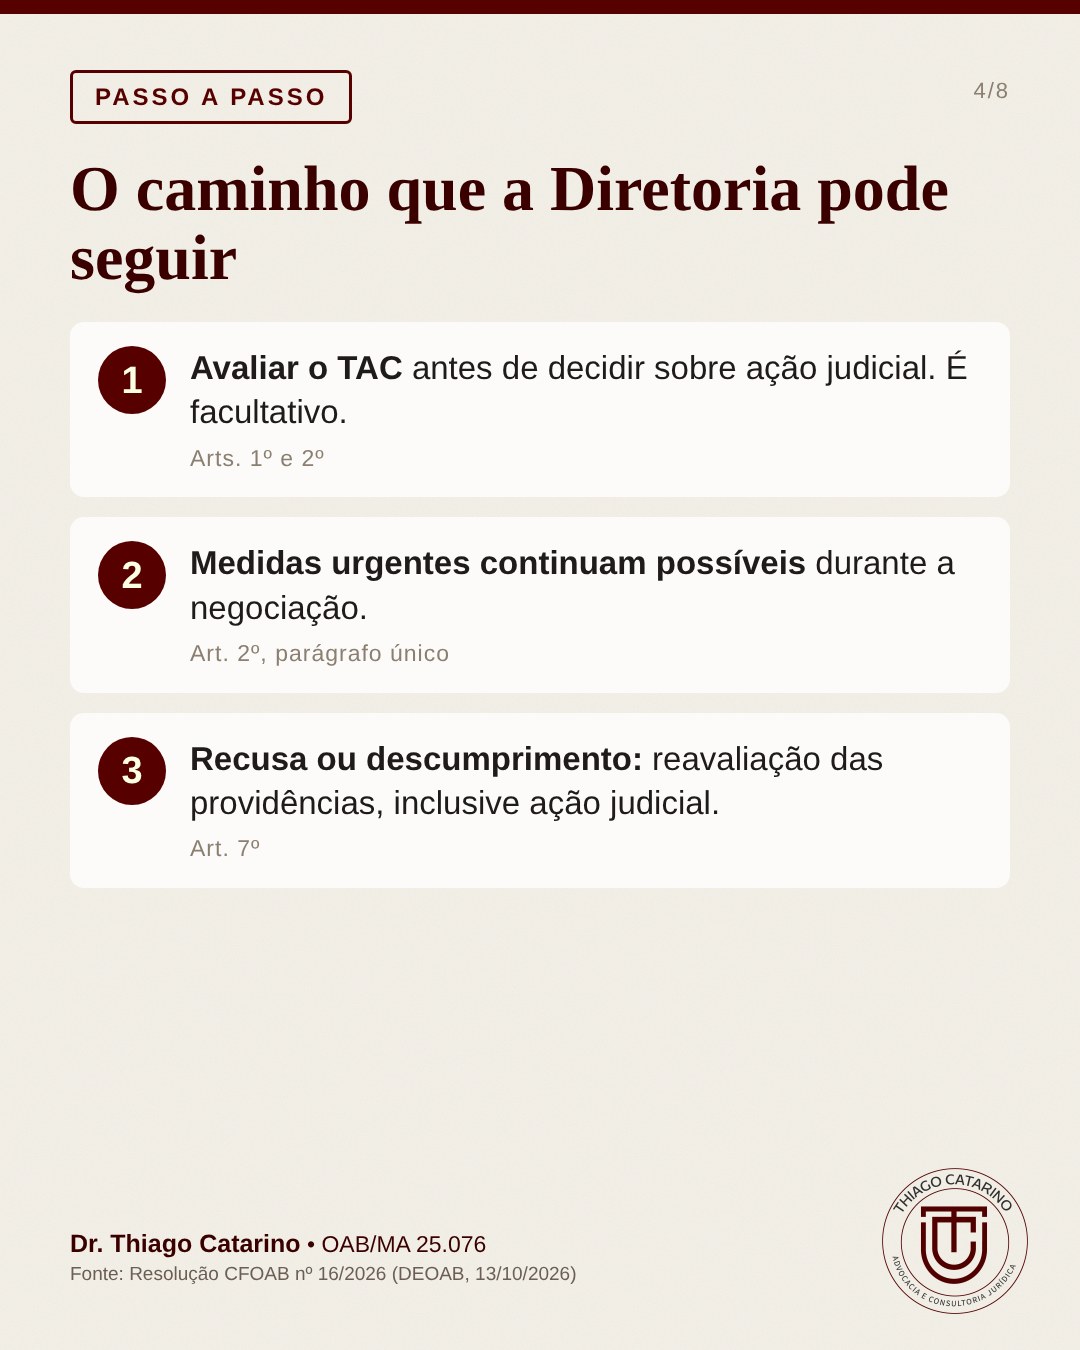 PASSO A PASSO
4/8
O caminho que a Diretoria pode
seguir
1
Avaliar o TAC antes de decidir sobre ação judicial. É
facultativo.
Arts. 1º e 2º
2
Medidas urgentes continuam possíveis durante a
negociação.
Art. 2º, parágrafo único
3
Recusa ou descumprimento: reavaliação das
providências, inclusive ação judicial.
Art. 7º
Dr. Thiago Catarino • OAB/MA 25.076
Fonte: Resolução CFOAB nº 16/2026 (DEOAB, 13/10/2026)
THIAGO CATARINO
ADVOCACIA E CONSULTORIA JURÍDICA